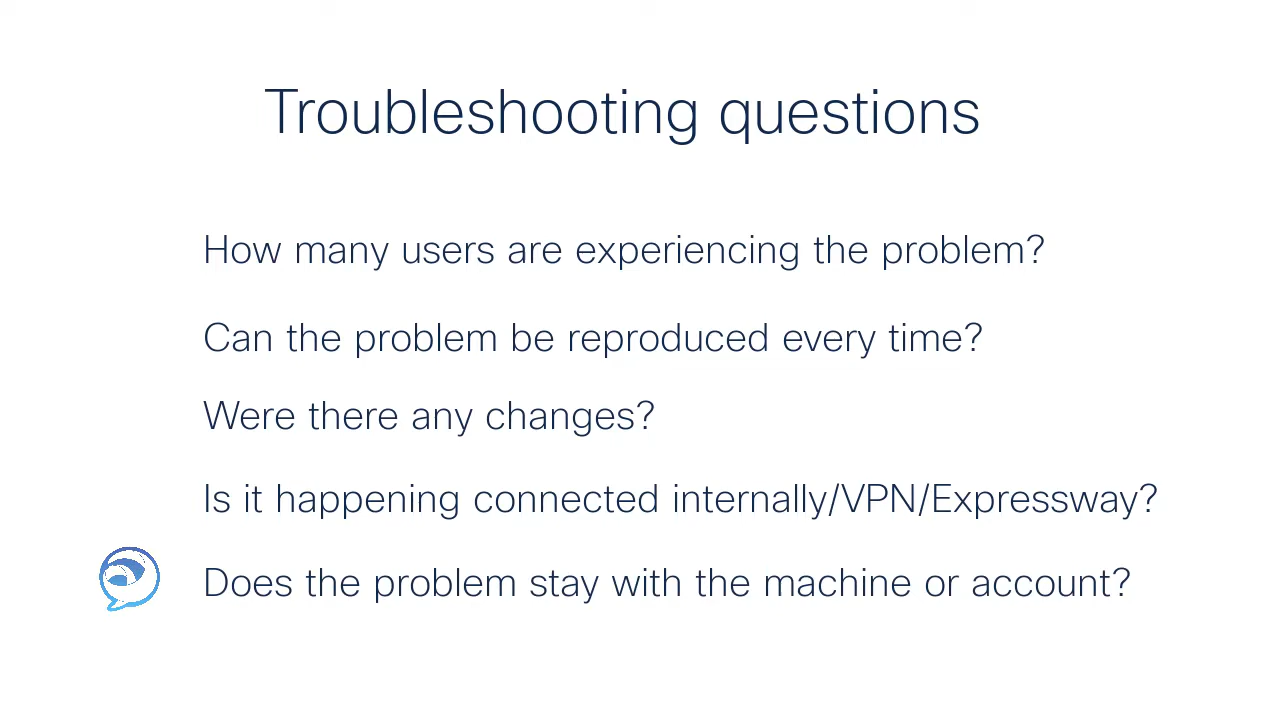 Troubleshooting questions
How many users are experiencing the problem?
Can the problem be reproduced every time?
Were there any changes?
Is it happening connected internally/VPN/Expressway?
Does the problem stay with the machine or account?